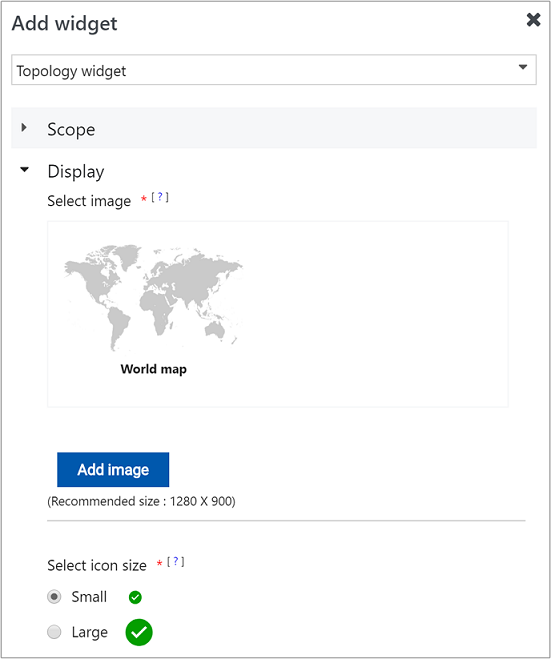 Add widget
Topology widget
Scope
Display
Select image * [ ? ]
World map
Add image
(Recommended size : 1280 X 900)
Select icon size * [ ? ]
Small
Large